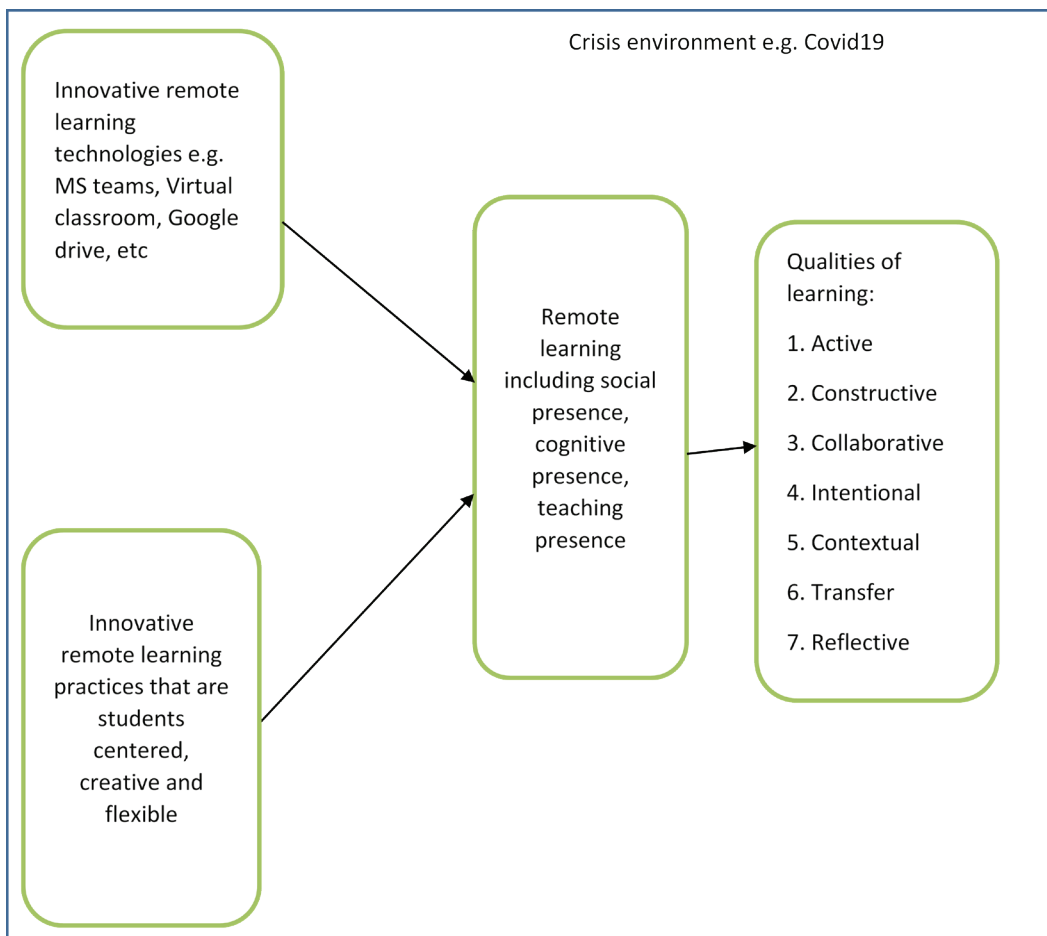 Crisis environment e.g. Covid19
Innovative remote
learning
technologies e.g.
MS teams, Virtual
classroom, Google
drive, etc
Innovative
remote learning
practices that are
students
centered,
creative and
flexible
Remote
learning
including social
presence,
cognitive
presence,
teaching
presence
Qualities of
learning:
1. Active
2. Constructive
3. Collaborative
4. Intentional
5. Contextual
6. Transfer
7. Reflective